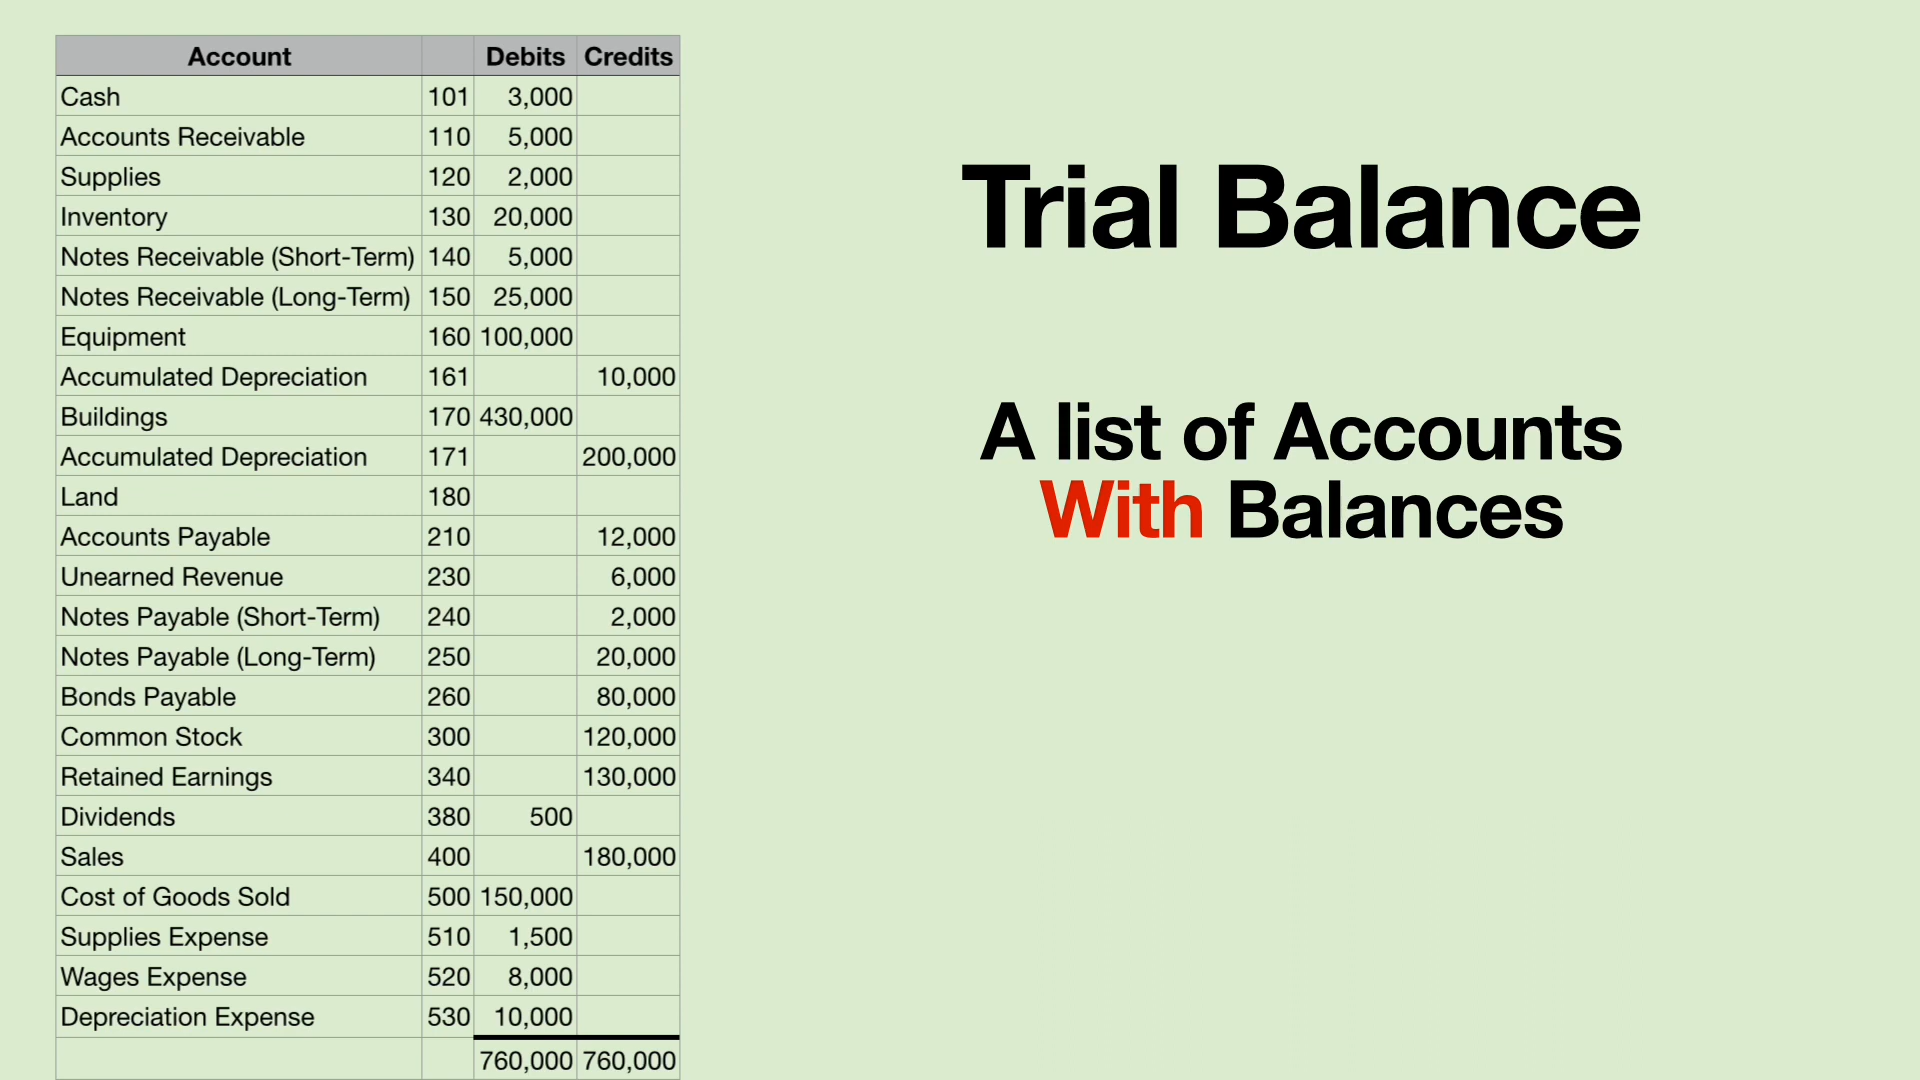 Account Debits Credits
Cash 101 3,000
Accounts Receivable 110 5,000
Supplies 120 2,000
Inventory 130 20,000
Notes Receivable (Short-Term) 140 5,000
Notes Receivable (Long-Term) 150 25,000
Equipment 160 100,000
Accumulated Depreciation 161 10,000
Buildings 170 430,000
Accumulated Depreciation 171 200,000
Land 180
Accounts Payable 210 12,000
Unearned Revenue 230 6,000
Notes Payable (Short-Term) 240 2,000
Notes Payable (Long-Term) 250 20,000
Bonds Payable 260 80,000
Common Stock 300 120,000
Retained Earnings 340 130,000
Dividends 380 500
Sales 400 180,000
Cost of Goods Sold 500 150,000
Supplies Expense 510 1,500
Wages Expense 520 8,000
Depreciation Expense 530 10,000
760,000 760,000
Trial Balance
A list of Accounts
With Balances